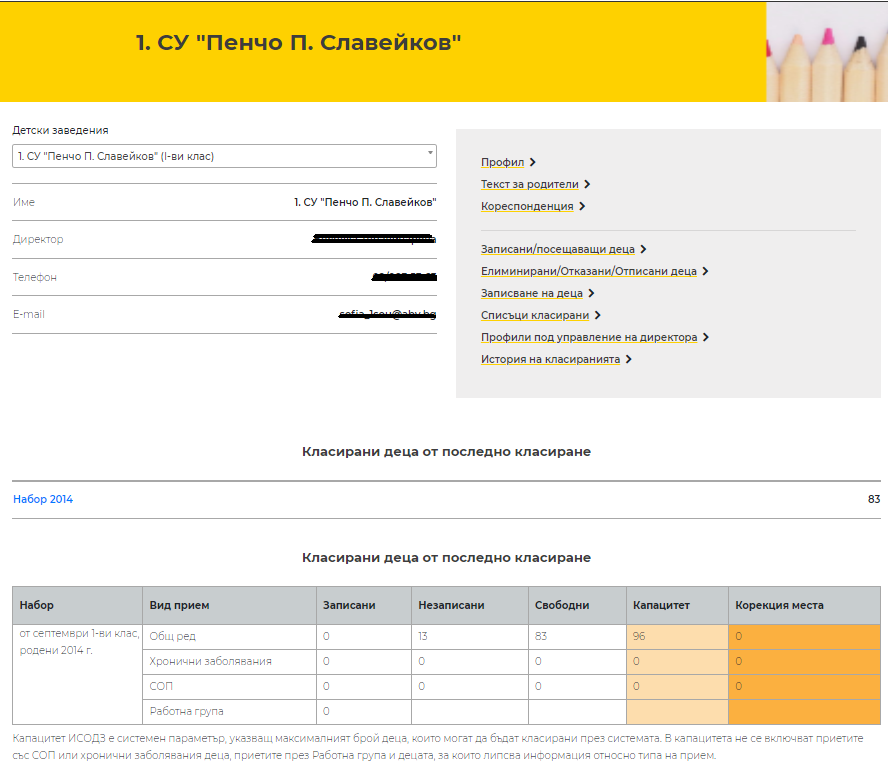 1. СУ "Пенчо П. Славейков"
Детски заведения
1. СУ "Пенчо П. Славейков" (I-ви клас)
Име 1. СУ "Пенчо П. Славейков"
Директор
Телефон
E-mail
Профил
Текст за родители
Кореспонденция
Записани/посещаващи деца
Елиминирани/Отказани/Отписани деца
Записване на деца
Списъци класирани
Профили под управление на директора
История на класиранията
Класирани деца от последно класиране
Набор 2014 83
Класирани деца от последно класиране
Набор Вид прием Записани Незаписани Свободни Капацитет Корекция места
от септември 1-ви клас, Общ ред 0 13 83 96 0
родени 2014 г.
Хронични заболявания 0 0 0 0 0
СОП 0 0 0 0 0
Работна група 0
Капацитет ИСОДЗ е системен параметър, указващ максималният брой деца, които могат да бъдат класирани през системата. В капацитета не се включват приетите
със СОП или хронични заболявания деца, приетите през Работна група и децата, за които липсва информация относно типа на прием.